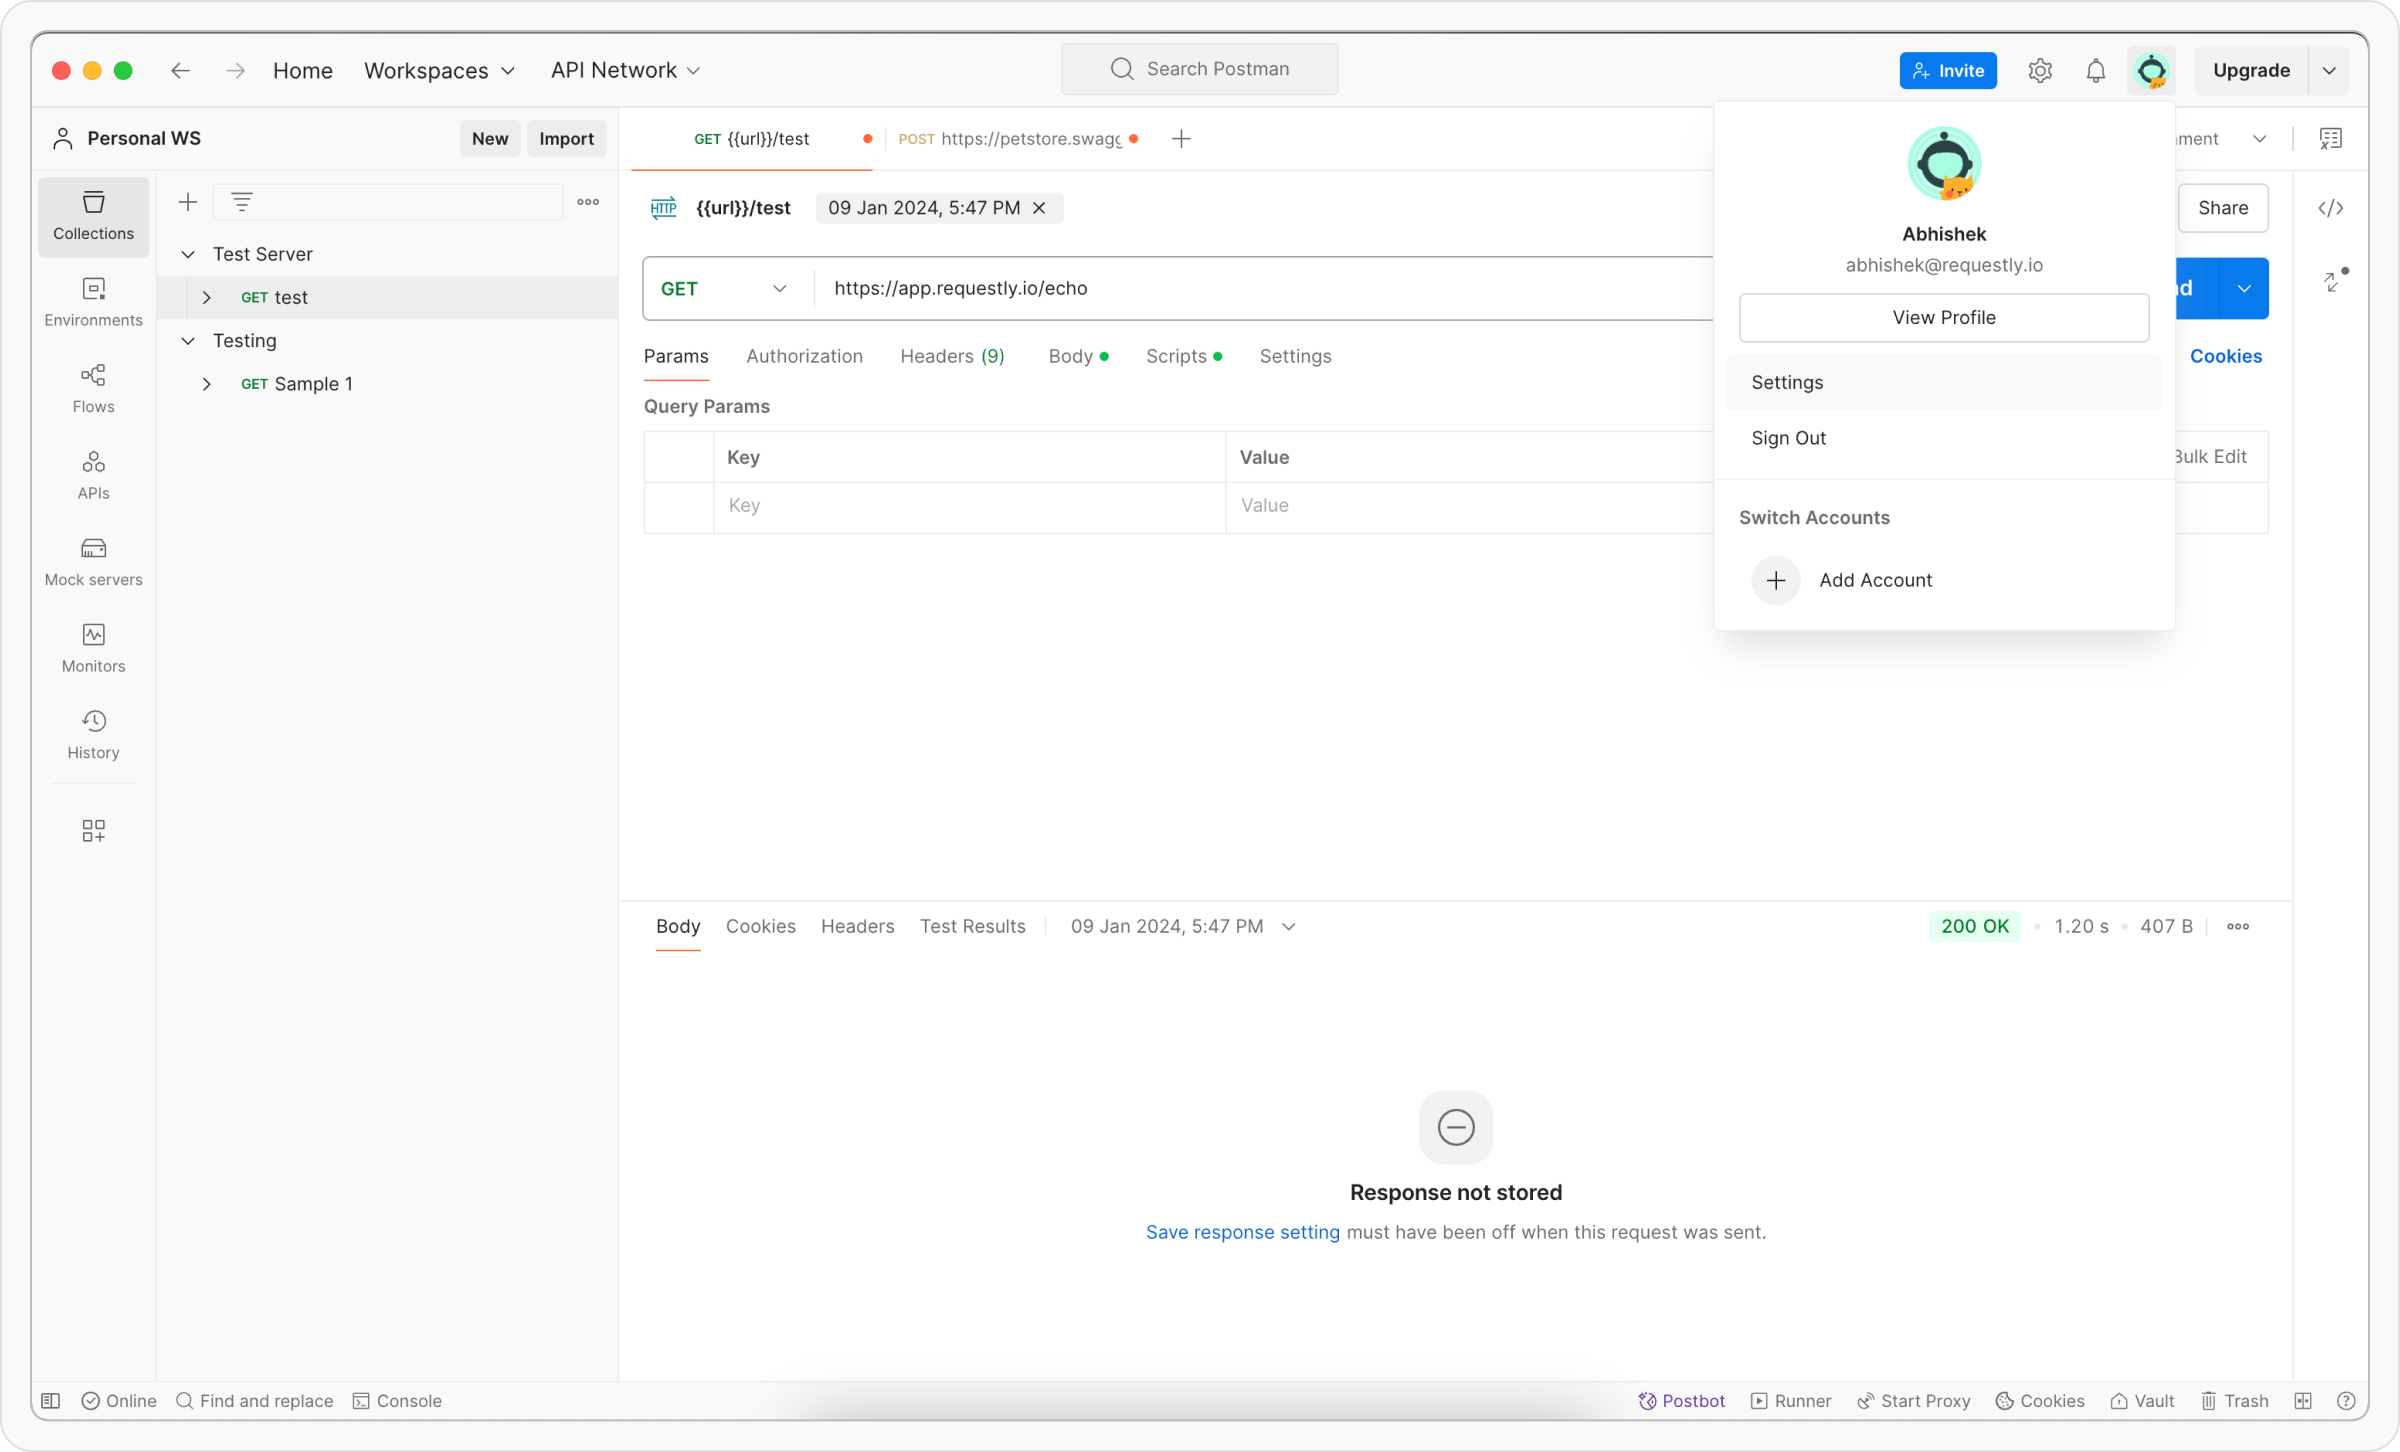 Home Workspaces API Network Search Postman Invite Upgrade
Personal WS New Import GET {{url}}/test POST https://petstore.swagg
Collections
HTTP {{url}}/test 09 Jan 2024, 5:47 PM Share
Abhishek
abhishek@requestly.io
View Profile
Settings
Sign Out
Switch Accounts
Add Account
Test Server
GET test
Testing
GET Sample 1
Environments
Flows
APIs
Mock servers
Monitors
History
GET https://app.requestly.io/echo
Params Authorization Headers (9) Body Scripts Settings Cookies
Query Params
Key Value Bulk Edit
Key Value
Body Cookies Headers Test Results 09 Jan 2024, 5:47 PM 200 OK 1.20 s 407 B
Response not stored
Save response setting must have been off when this request was sent.
Online Find and replace Console Postbot Runner Start Proxy Cookies Vault Trash